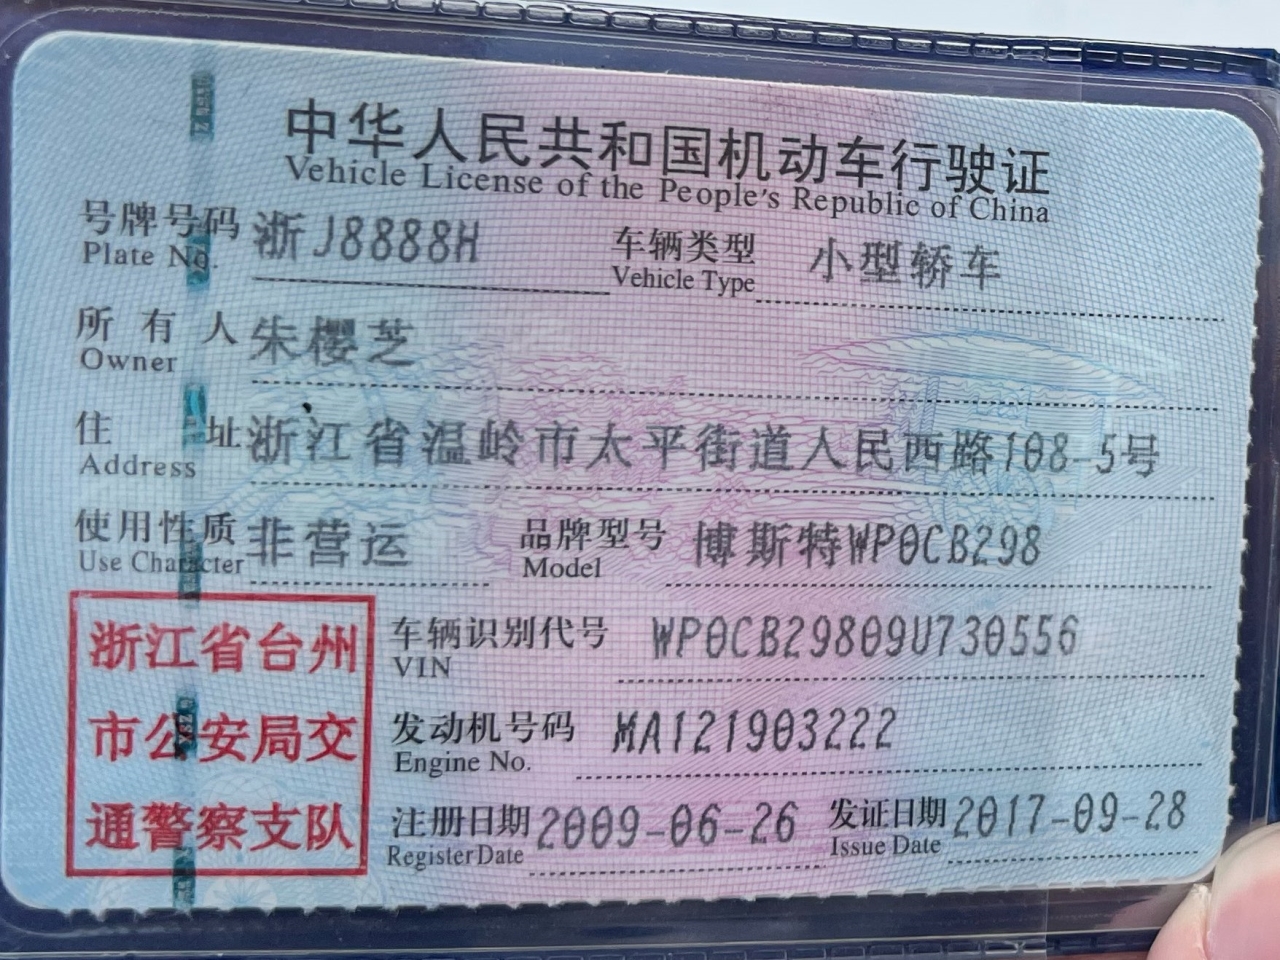 中华人民共和国机动车行驶证
Vehicle License of the People's Republic of China
号牌号码 浙J8888H 车辆类型 小型轿车
Plate No. Vehicle Type
所有人 朱樱芝
Owner
住址 浙江省温岭市太平街道人民西路108-5号
Address
使用性质 非营运 品牌型号 博斯特WP0CB298
Use Character Model
浙江省台州
市公安局交
通警察支队
车辆识别代号 WP0CB29809U730556
VIN
发动机号码 MA121903222
Engine No.
注册日期 2009-06-26 发证日期 2017-09-28
Register Date Issue Date